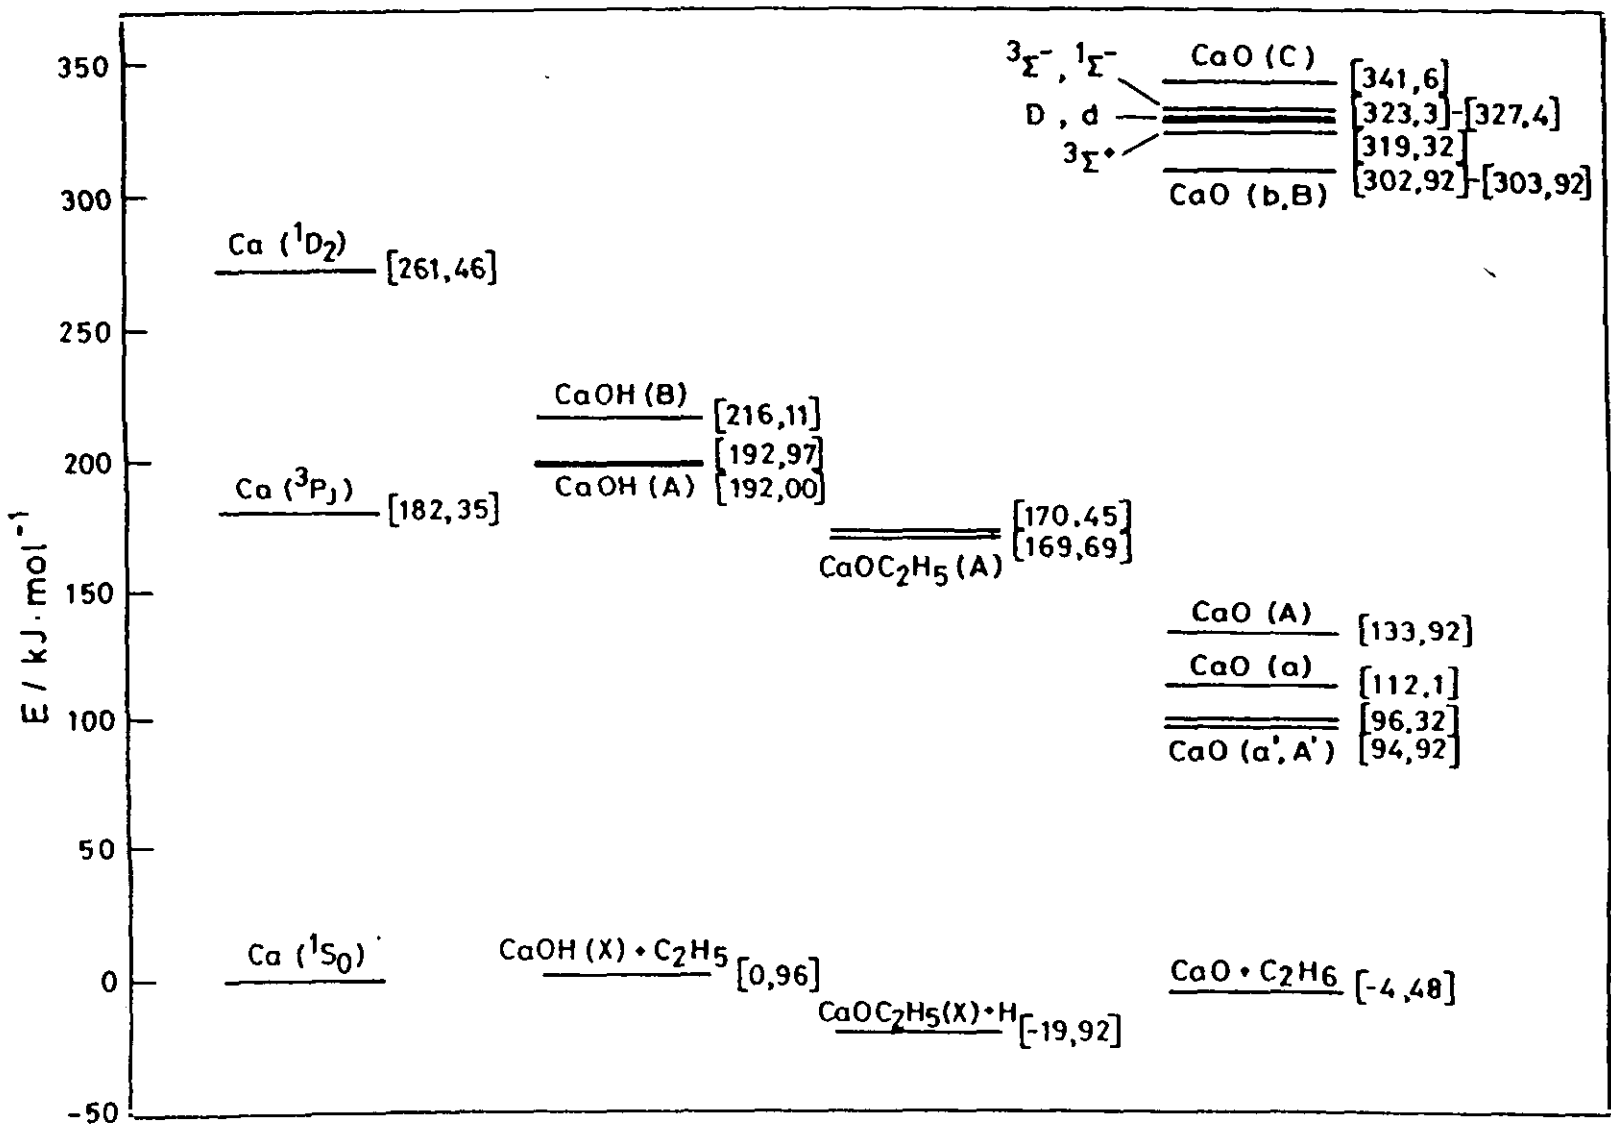 E / kJ·mol⁻¹
350
300
250
200
150
100
50
0
-50
Ca (¹D₂)
[261,46]
Ca (³P_J)
[182,35]
Ca (¹S₀)
CaOH (B)
[216,11]
[192,97]
CaOH (A) [192,00]
CaOH (X) + C₂H₅
[0,96]
[170.45]
[169,69]
CaOC₂H₅ (A)
CaOC₂H₅(X) + H
[-19,92]
³Σ⁻, ¹Σ⁻
D, d
³Σ⁺
CaO (C)
[341,6]
[323,3]-[327,4]
[319,32]
[302,92]-[303,92]
CaO (b,B)
CaO (A)
[133,92]
CaO (a)
[112,1]
[96,32]
CaO (a',A') [94,92]
CaO + C₂H₆
[-4,48]